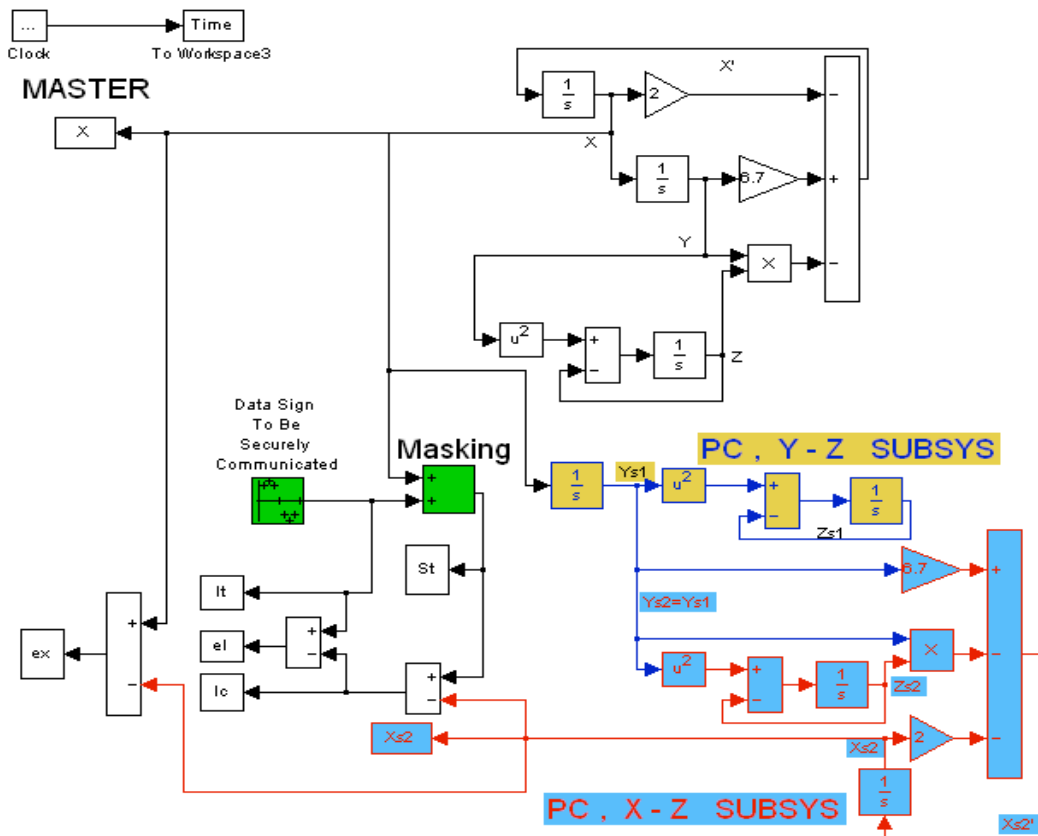 ...
Time
Clock
To Workspace3
MASTER
X
1
s
2
X'
−
X
1
s
6.7
+
Y
X
−
u²
+
−
1
s
Z
Data Sign
To Be
Securely
Communicated
Masking
+
+
PC , Y - Z SUBSYS
1
s
Ys1
u²
+
−
1
s
Zs1
St
6.7
+
It
Ys2=Ys1
+
−
el
ex
+
−
Ic
+
−
u²
+
−
1
s
X
−
Zs2
Xs2
Xs2
2
−
1
s
PC , X - Z SUBSYS
Xs2'